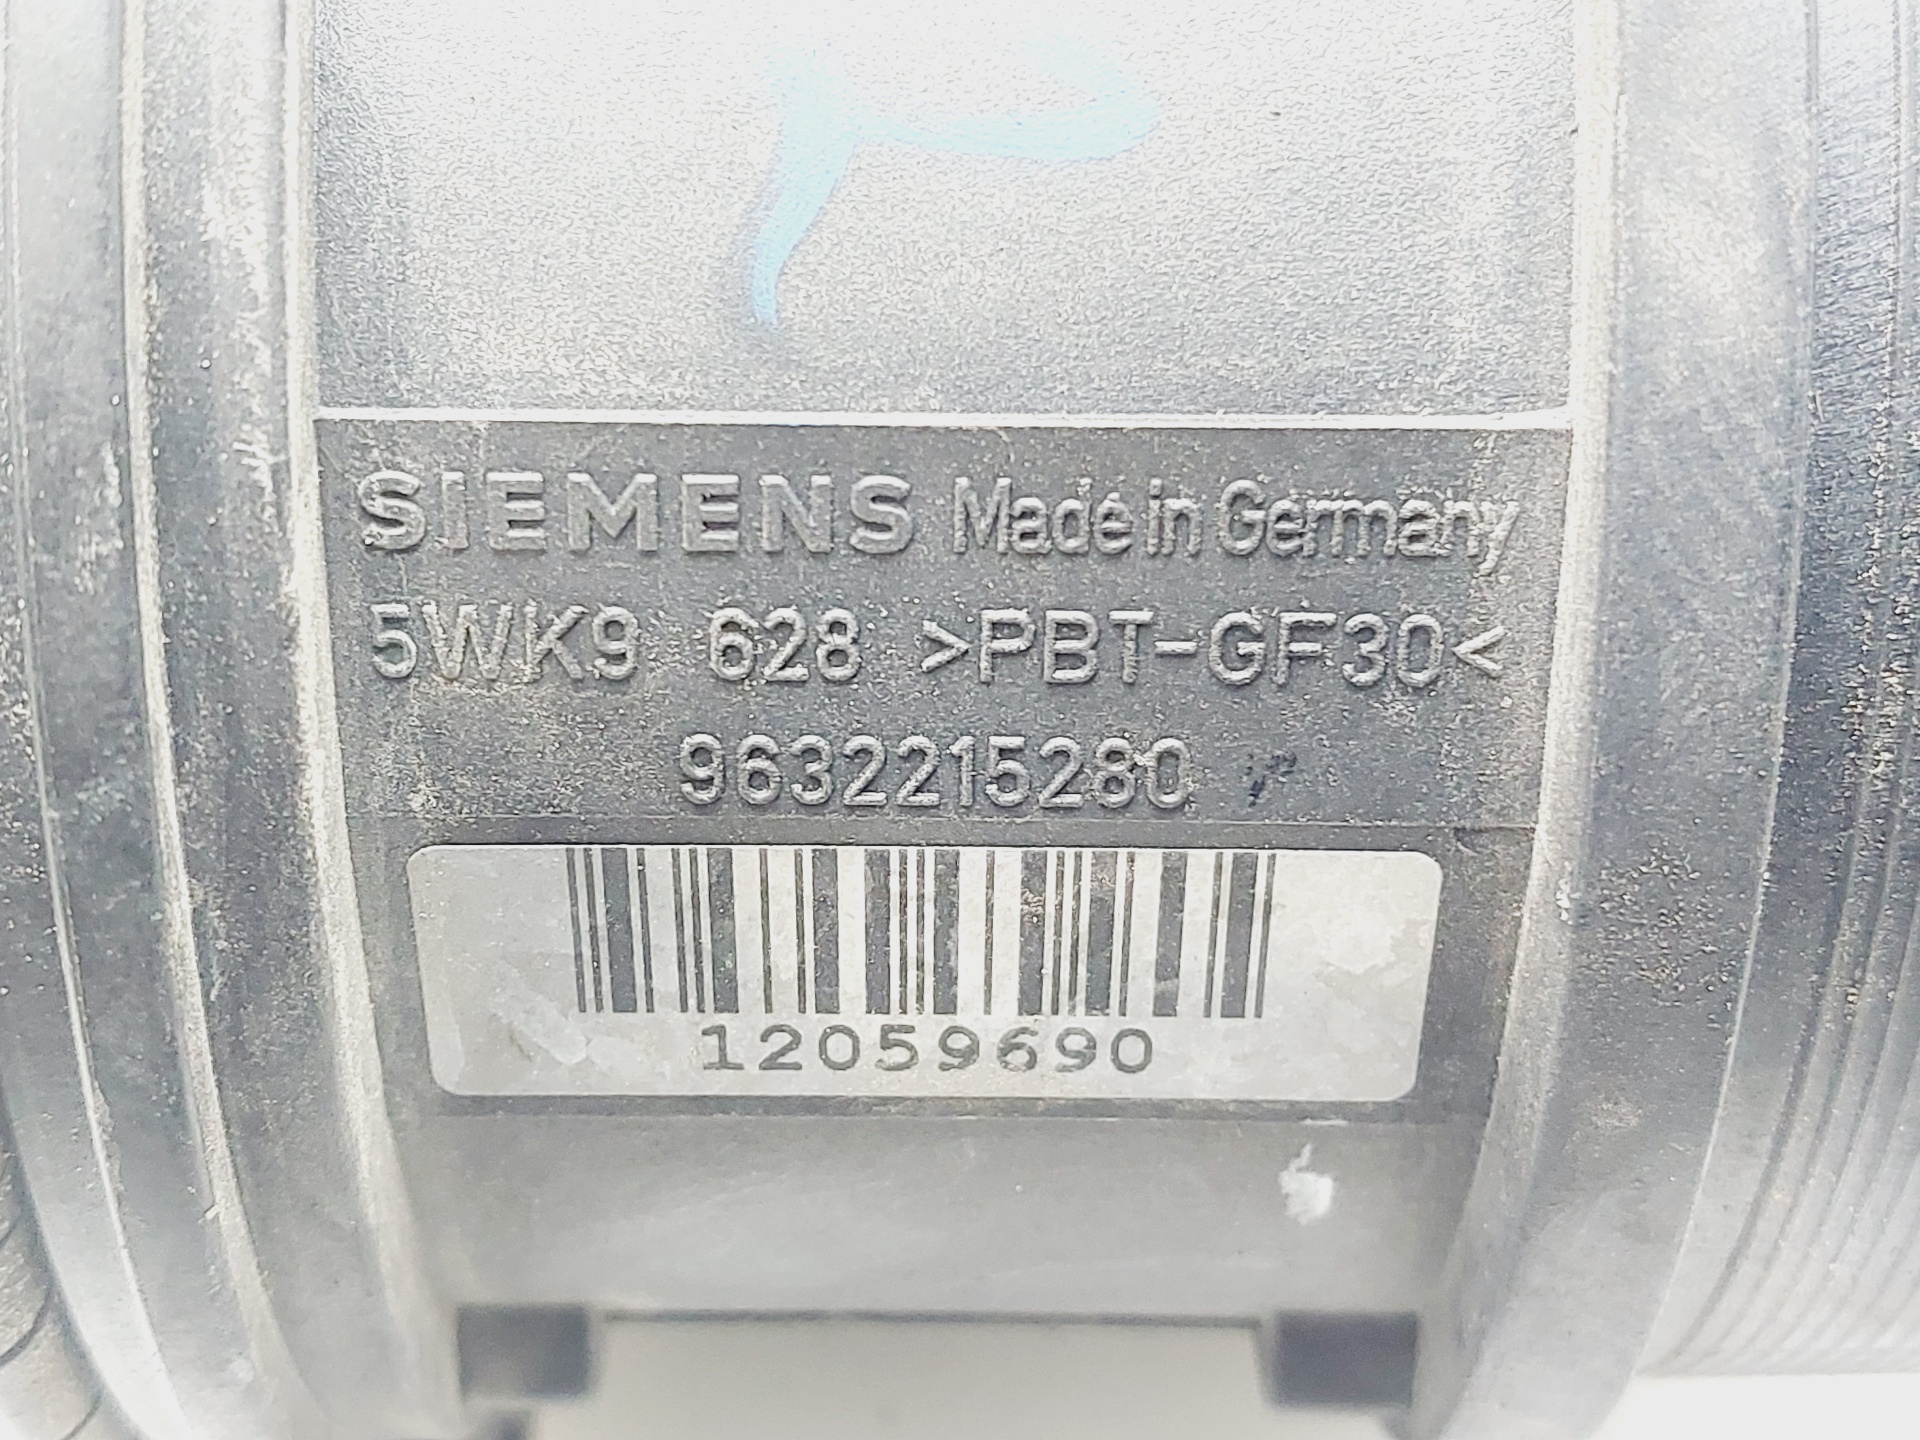 SIEMENS Made in Germany
5WK9 628 >PBT-GF30<
9632215280
12059690